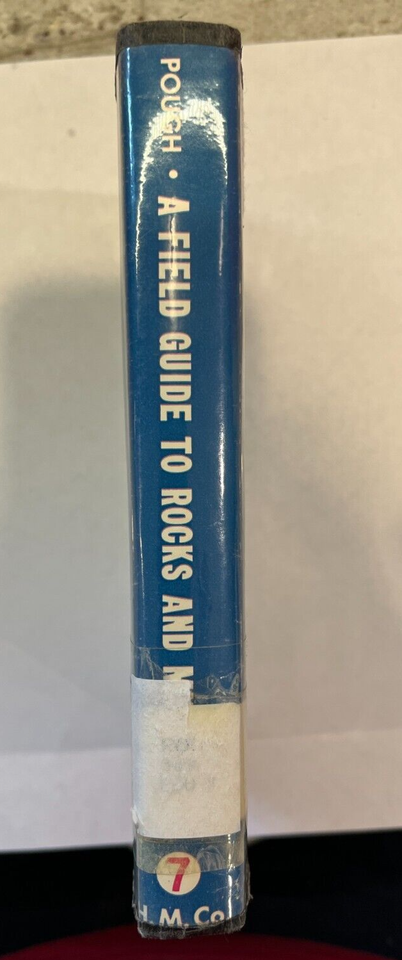 POUGH • A FIELD GUIDE TO ROCKS AND M
7
H. M. Co